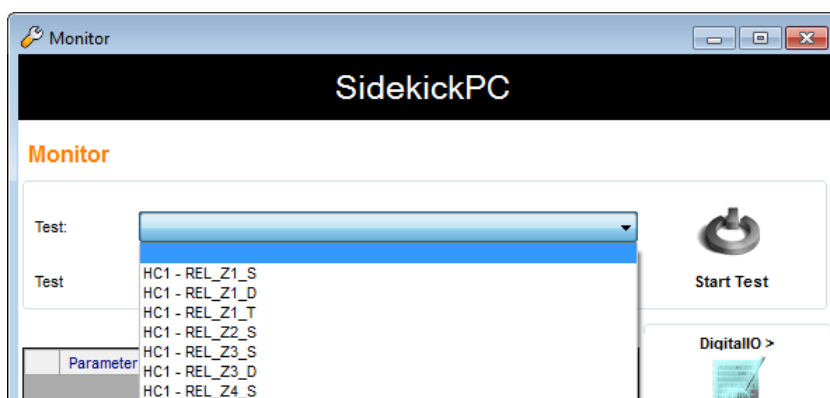 Monitor
SidekickPC
Monitor
Test:
HC1 - REL_Z1_S
HC1 - REL_Z1_D
Test
Start Test
HC1 - REL_Z1_T
HC1 - REL_Z2_S
HC1 - REL_Z3_S
DigitalIO >
Parameter
HC1 - REL_Z3_D
HC1 - REL_Z4_S